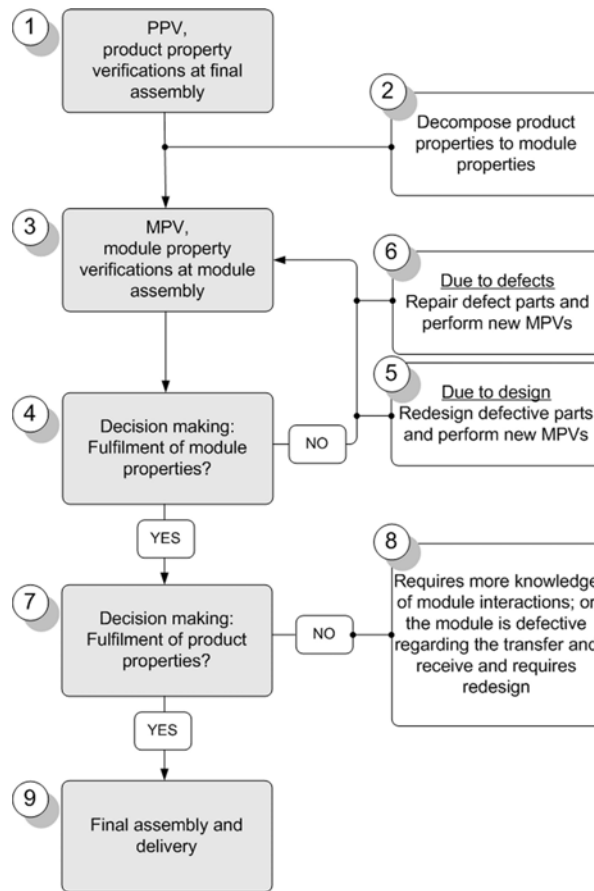 1
PPV,
product property
verifications at final
assembly
2
Decompose product
properties to module
properties
3
MPV,
module property
verifications at module
assembly
6
Due to defects
Repair defect parts and
perform new MPVs
5
Due to design
Redesign defective parts
and perform new MPVs
4
Decision making:
Fulfilment of module
properties?
NO
YES
8
Requires more knowledge
of module interactions; or
the module is defective
regarding the transfer and
receive and requires
redesign
7
Decision making:
Fulfilment of product
properties?
NO
YES
9
Final assembly and
delivery